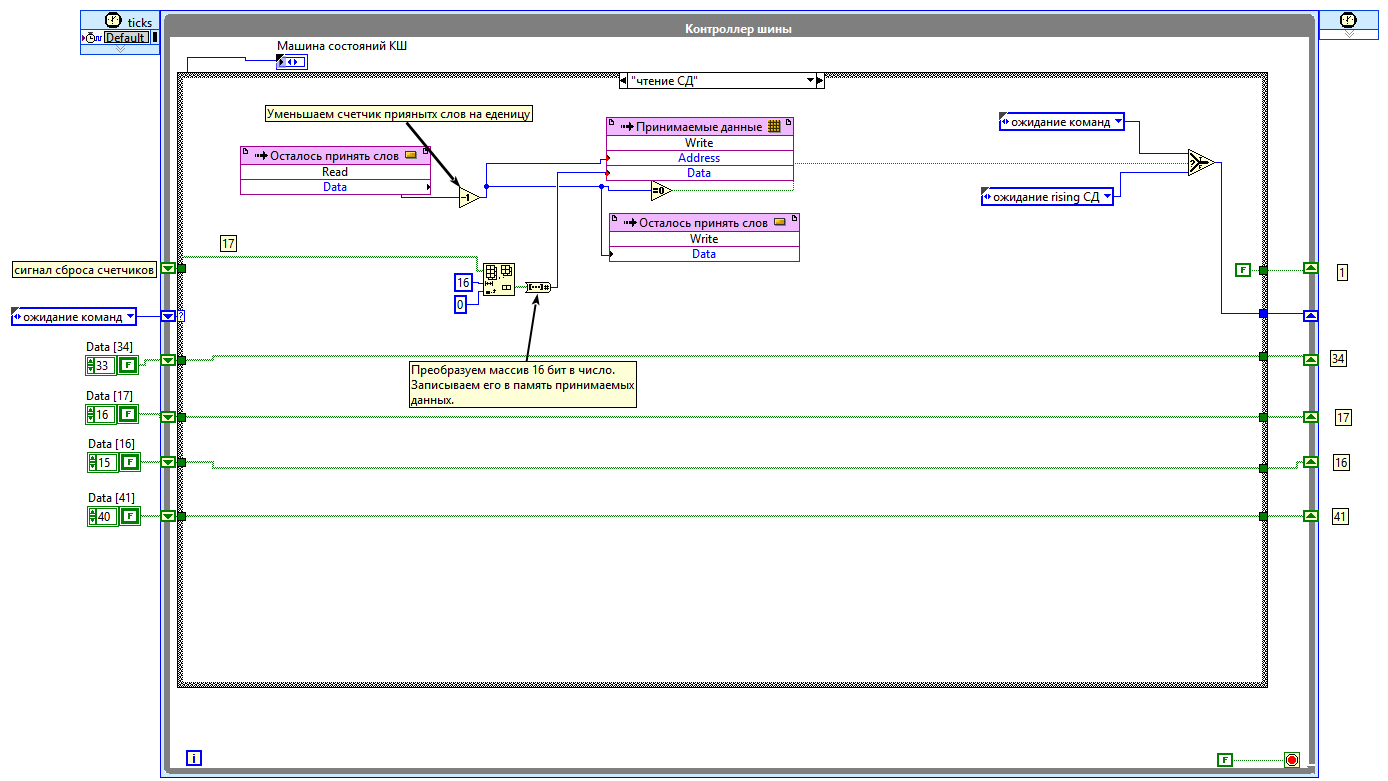 ticks
Default
Контроллер шины
Машина состояний КШ
"чтение СД"
Уменьшаем счетчик приянытх слов на еденицу
Принимаемые данные
Write
Address
Data
ожидание команд
Осталось принять слов
Read
Data
-1
=0
ожидание rising СД
Осталось принять слов
Write
Data
17
сигнал сброса счетчиков
F
1
16
0
ожидание команд
?
Преобразуем массив 16 бит в число.
Записываем его в память принимаемых
данных.
Data [34]
33
F
34
Data [17]
16
F
17
Data [16]
15
F
16
Data [41]
40
F
41
i
F